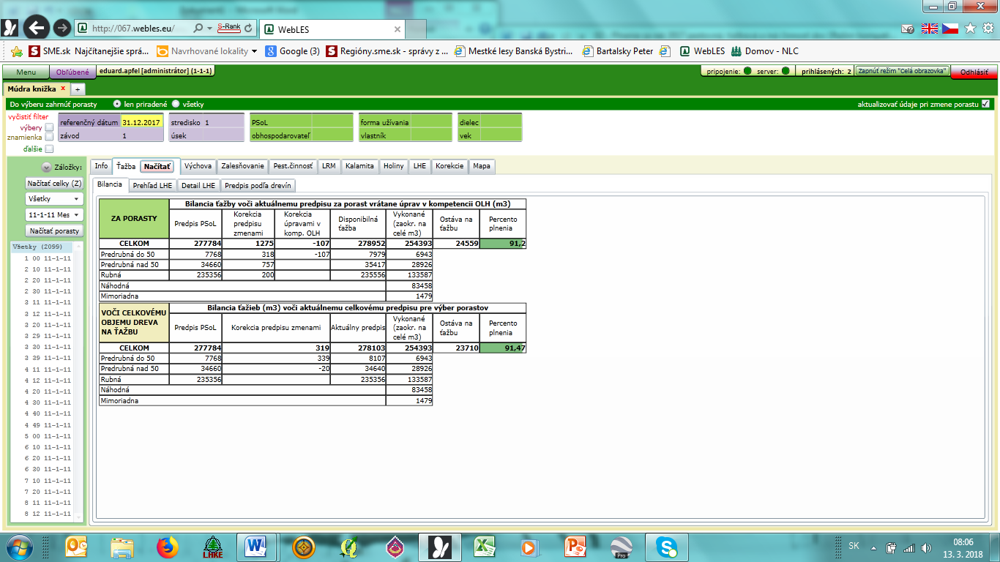 http://067.webles.eu/ S-Rank WebLES
SME.sk Najčítanejšie sprá... Navrhované lokality Google (3) Regióny.sme.sk - správy z ... Mestké lesy Banská Bystri... Bartalsky Peter WebLES Domov - NLC
Menu Obľúbené eduard.apfel [administrátor] (1-1-1) pripojenie: server: prihlásených: 2 Zapnúť režim "Celá obrazovka" Odhlásiť
Múdra knižka x +
Do výberu zahrnúť porasty len priradené všetky aktualizovať údaje pri zmene porastu
vyčistiť filter
výbery
znamienka
ďalšie
referenčný dátum 31.12.2017 stredisko 1 PSoL forma užívania dielec
závod 1 úsek obhospodarovateľ vlastník vek
Záložky:
Načítať celky (Z)
Všetky
11-1-11 Mes
Načítať porasty
Všetky (2099)
1 00 11-1-11
2 10 11-1-11
2 20 11-1-11
2 30 11-1-11
3 11 11-1-11
3 12 11-1-11
3 20 11-1-11
3 29 11-1-11
3 30 11-1-11
3 39 11-1-11
4 11 11-1-11
4 12 11-1-11
4 20 11-1-11
4 30 11-1-11
4 40 11-1-11
4 49 11-1-11
5 00 11-1-11
6 10 11-1-11
6 20 11-1-11
6 30 11-1-11
7 10 11-1-11
7 20 11-1-11
8 11 11-1-11
8 12 11-1-11
Info Ťažba Načítať Výchova Zalesňovanie Pest.činnosť LRM Kalamita Holiny LHE Korekcie Mapa
Bilancia Prehľad LHE Detail LHE Predpis podľa drevín
ZA PORASTY
Bilancia ťažby voči aktuálnemu predpisu za porast vrátane úprav v kompetencii OLH (m3)
Predpis PSoL Korekcia predpisu zmenami Korekcia úpravami v komp. OLH Disponibilná ťažba Vykonané (zaokr. na celé m3) Ostáva na ťažbu Percento plnenia
CELKOM 277784 1275 -107 278952 254393 24559 91,2
Predrubná do 50 7768 318 -107 7979 6943
Predrubná nad 50 34660 757 35417 28926
Rubná 235356 200 235556 133587
Náhodná 83458
Mimoriadna 1479
VOČI CELKOVÉMU OBJEMU DREVA NA ŤAŽBU
Bilancia ťažieb (m3) voči aktuálnemu celkovému predpisu pre výber porastov
Predpis PSoL Korekcia predpisu zmenami Aktuálny predpis Vykonané (zaokr. na celé m3) Ostáva na ťažbu Percento plnenia
CELKOM 277784 319 278103 254393 23710 91,47
Predrubná do 50 7768 339 8107 6943
Predrubná nad 50 34660 -20 34640 28926
Rubná 235356 235356 133587
Náhodná 83458
Mimoriadna 1479
LAKE Pro SK 08:06
13. 3. 2018